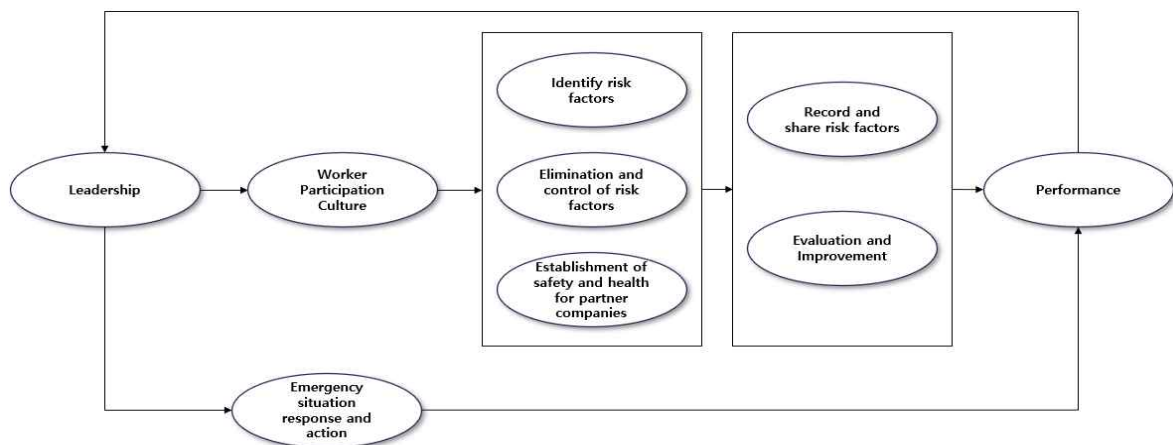 Leadership
Worker
Participation
Culture
Identify risk
factors
Elimination and
control of risk
factors
Establishment of
safety and health
for partner
companies
Record and
share risk factors
Evaluation and
Improvement
Performance
Emergency
situation
response and
action